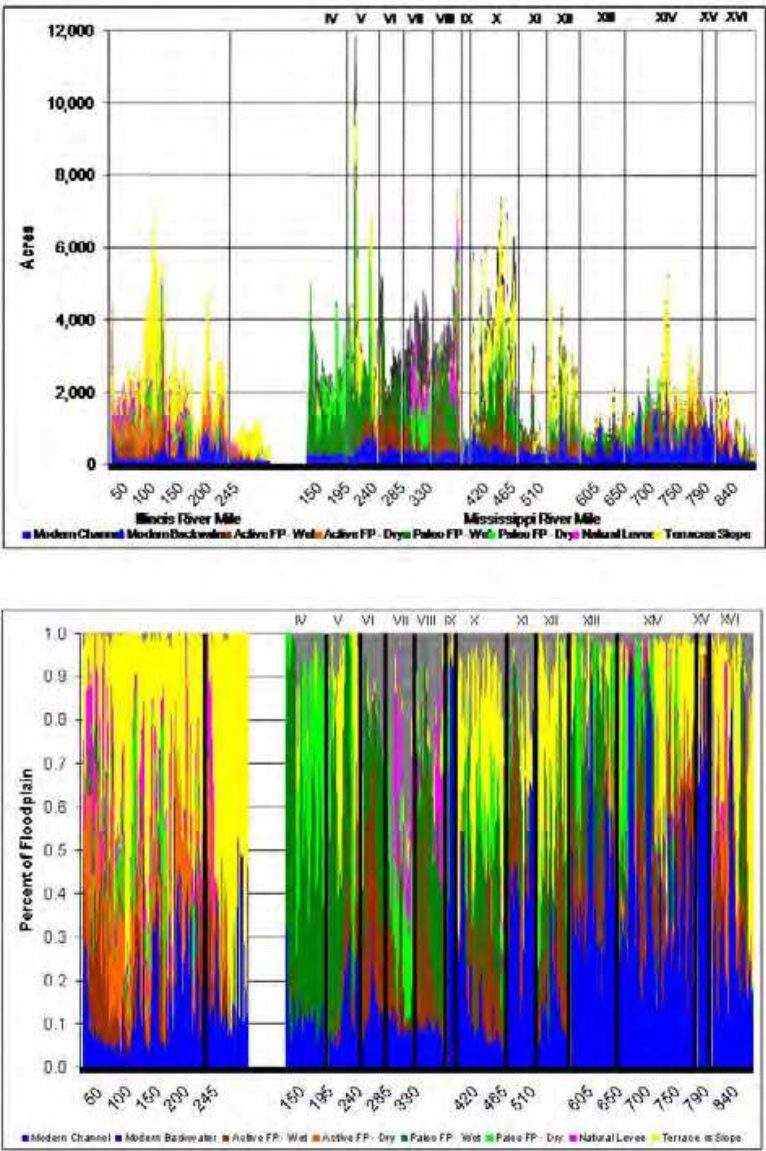 IV V VI VII VIII IX X XI XII XIII XIV XV XVI
12,000
10,000
8,000
6,000
4,000
2,000
0
Acres
50 100 150 200 245 150 195 240 285 330 420 465 510 605 650 700 750 790 840
Illinois River Mile Mississippi River Mile
Modern Channel Modern Backwater Active FP - Wet Active FP - Dry Paleo FP - Wet Paleo FP - Dry Natural Levee Terrace or Slope
IV V VI VII VIII IX X XI XII XIII XIV XV XVI
1.0
0.9
0.8
0.7
0.6
0.5
0.4
0.3
0.2
0.1
0.0
Percent of Floodplain
50 100 150 200 245 150 195 240 285 330 420 465 510 605 650 700 750 790 840
Modern Channel Modern Backwater Active FP - Wet Active FP - Dry Paleo FP - Wet Paleo FP - Dry Natural Levee Terrace or Slope